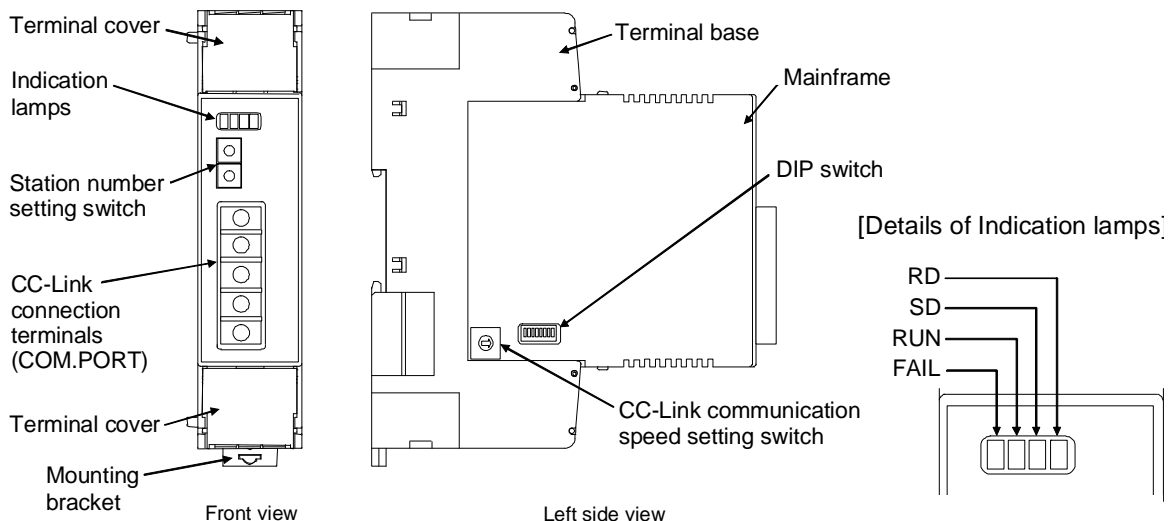 Terminal cover
Indication
lamps
Station number
setting switch
CC-Link
connection
terminals
(COM.PORT)
Terminal cover
Mounting
bracket
Front view
Terminal base
Mainframe
DIP switch
CC-Link communication
speed setting switch
Left side view
[Details of Indication lamps]
RD
SD
RUN
FAIL